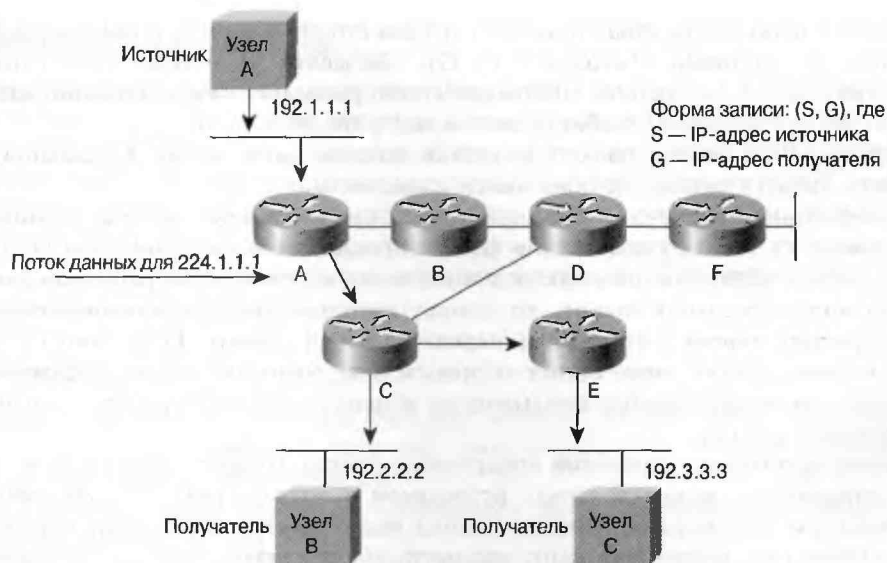 Источник
Узел
A
192.1.1.1
Форма записи: (S, G), где
S — IP-адрес источника
G — IP-адрес получателя
Поток данных для 224.1.1.1
A
B
D
F
C
E
192.2.2.2
192.3.3.3
Получатель
Узел
B
Получатель
Узел
C